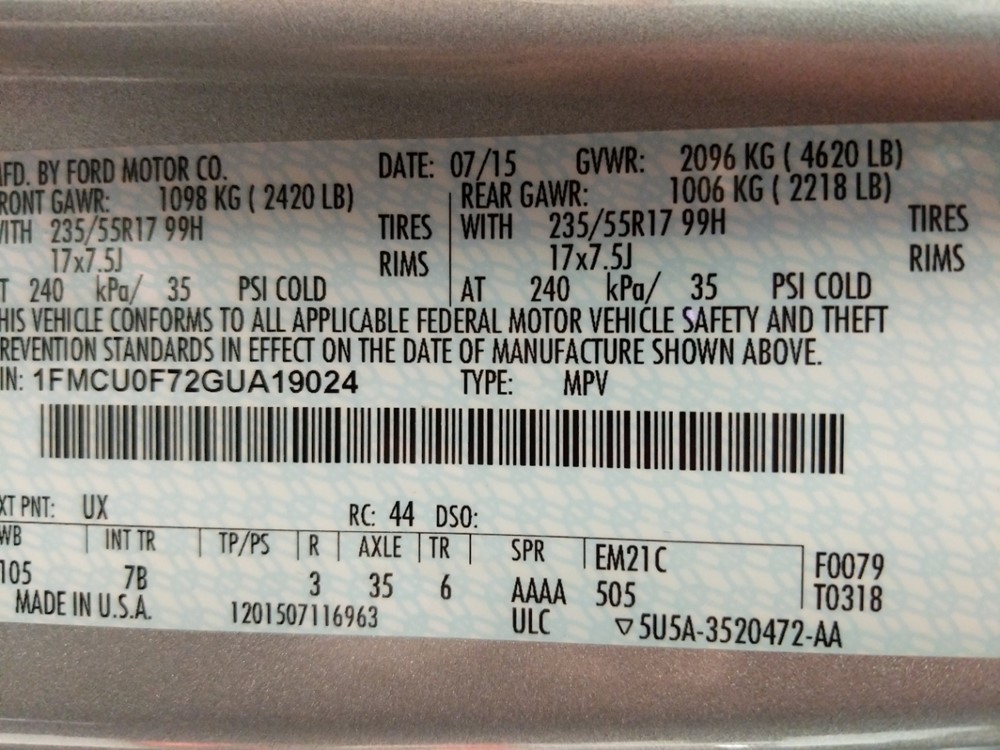 MFD. BY FORD MOTOR CO. DATE: 07/15 GVWR: 2096 KG ( 4620 LB)
RONT GAWR: 1098 KG ( 2420 LB) REAR GAWR: 1006 KG ( 2218 LB)
ITH 235/55R17 99H TIRES WITH 235/55R17 99H TIRES
17x7.5J RIMS 17x7.5J RIMS
T 240 kPa/ 35 PSI COLD AT 240 kPa/ 35 PSI COLD
HIS VEHICLE CONFORMS TO ALL APPLICABLE FEDERAL MOTOR VEHICLE SAFETY AND THEFT
REVENTION STANDARDS IN EFFECT ON THE DATE OF MANUFACTURE SHOWN ABOVE.
IN: 1FMCU0F72GUA19024 TYPE: MPV
XT PNT: UX RC: 44 DSO:
WB INT TR TP/PS R AXLE TR SPR EM21C F0079
105 7B 3 35 6 AAAA 505 T0318
MADE IN U.S.A. 1201507116963 ULC ▽5U5A-3520472-AA